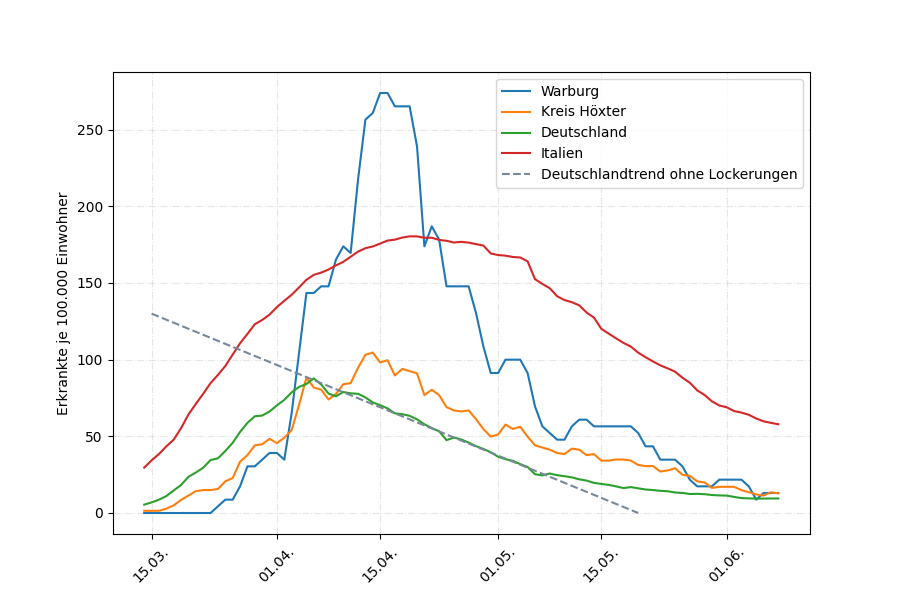 Warburg
Kreis Höxter
Deutschland
Italien
Deutschlandtrend ohne Lockerungen
Erkrankte je 100.000 Einwohner
250
200
150
100
50
0
15.03.
01.04.
15.04.
01.05.
15.05.
01.06.